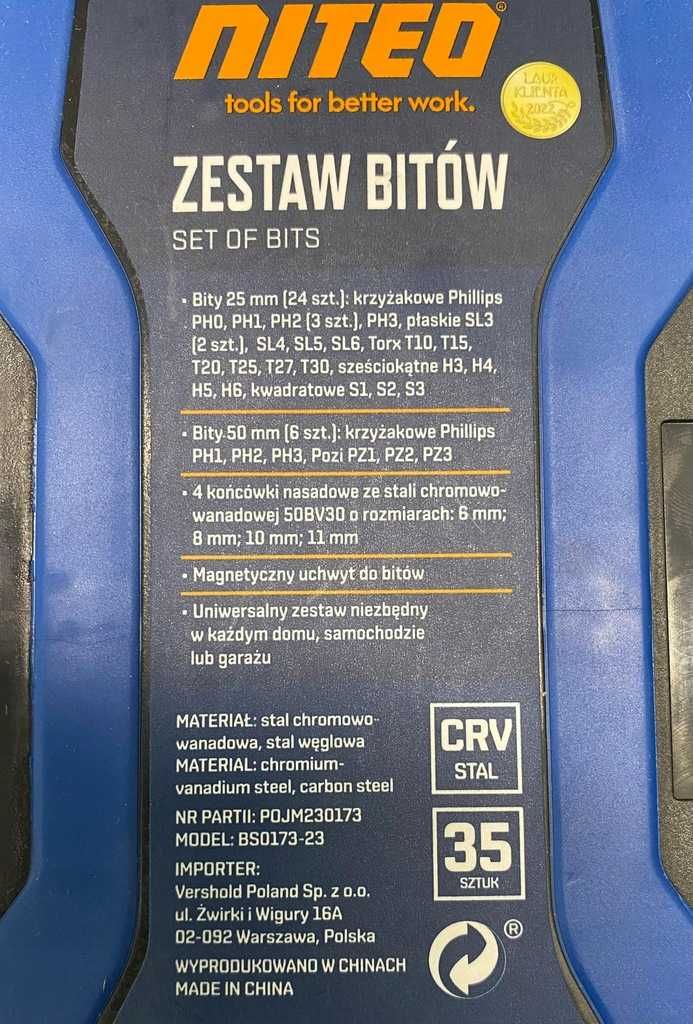 NITEO®
tools for better work.
LAUR
KLIENTA
2022
ZESTAW BITÓW
SET OF BITS
• Bity 25 mm (24 szt.): krzyżakowe Phillips
PH0, PH1, PH2 (3 szt.), PH3, płaskie SL3
(2 szt.), SL4, SL5, SL6, Torx T10, T15,
T20, T25, T27, T30, sześciokątne H3, H4,
H5, H6, kwadratowe S1, S2, S3
• Bity 50 mm (6 szt.): krzyżakowe Phillips
PH1, PH2, PH3, Pozi PZ1, PZ2, PZ3
• 4 końcówki nasadowe ze stali chromowo-
wanadowej 50BV30 o rozmiarach: 6 mm;
8 mm; 10 mm; 11 mm
• Magnetyczny uchwyt do bitów
• Uniwersalny zestaw niezbędny
w każdym domu, samochodzie
lub garażu
MATERIAŁ: stal chromowo-
wanadowa, stal węglowa
MATERIAL: chromium-
vanadium steel, carbon steel
NR PARTII: POJM230173
MODEL: BS0173-23
IMPORTER:
Vershold Poland Sp. z o.o.
ul. Żwirki i Wigury 16A
02-092 Warszawa, Polska
WYPRODUKOWANO W CHINACH
MADE IN CHINA
CRV
STAL
35
SZTUK
®